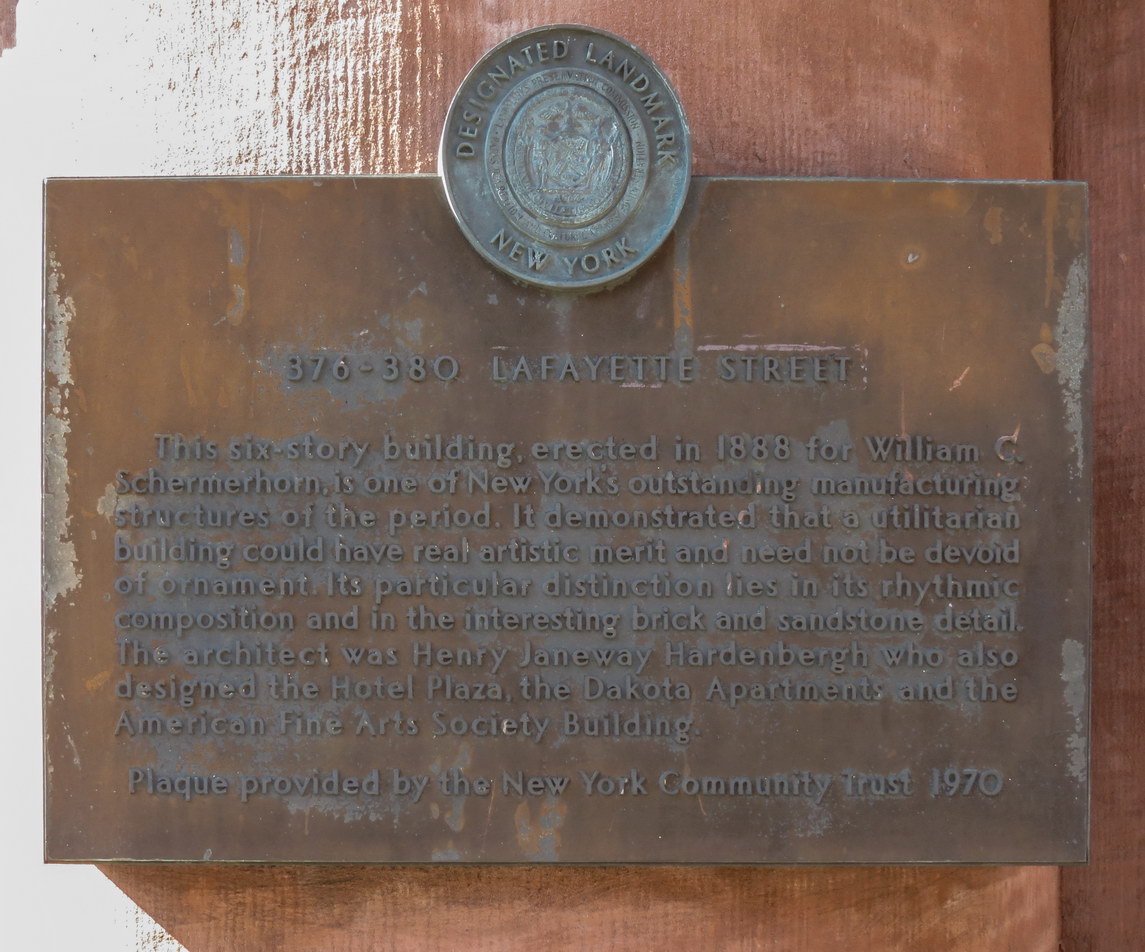 DESIGNATED LANDMARK
NEW YORK
376-380 LAFAYETTE STREET
This six-story building, erected in 1888 for William C.
Schermerhorn, is one of New York's outstanding manufacturing
structures of the period. It demonstrated that a utilitarian
building could have real artistic merit and need not be devoid
of ornament. Its particular distinction lies in its rhythmic
composition and in the interesting brick and sandstone detail.
The architect was Henry Janeway Hardenbergh who also
designed the Hotel Plaza, the Dakota Apartments and the
American Fine Arts Society Building.
Plaque provided by the New York Community Trust 1970